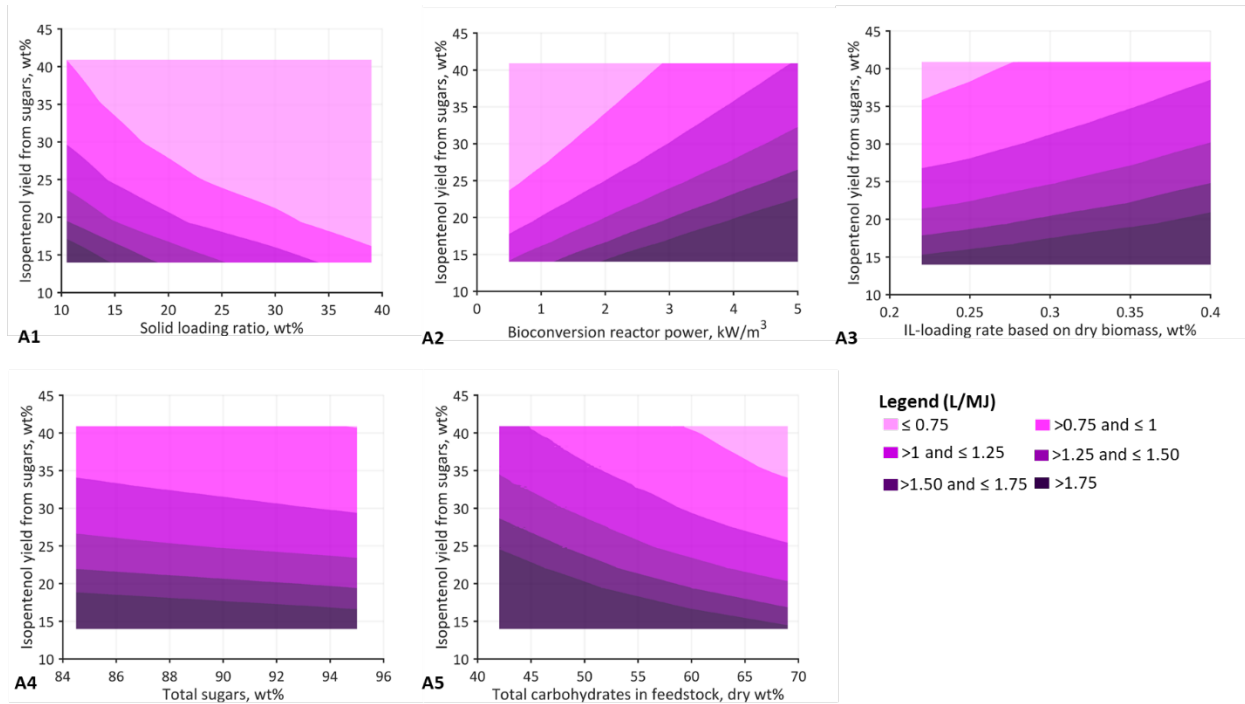 45
40
35
30
25
20
15
10
Isopentenol yield from sugars, wt%
10 15 20 25 30 35 40
Solid loading ratio, wt%
A1
45
40
35
30
25
20
15
10
Isopentenol yield from sugars, wt%
0 1 2 3 4 5
Bioconversion reactor power, kW/m³
A2
45
40
35
30
25
20
15
10
Isopentenol yield from sugars, wt%
0.2 0.25 0.3 0.35 0.4
IL-loading rate based on dry biomass, wt%
A3
45
40
35
30
25
20
15
10
Isopentenol yield from sugars, wt%
84 86 88 90 92 94 96
Total sugars, wt%
A4
45
40
35
30
25
20
15
10
Isopentenol yield from sugars, wt%
40 45 50 55 60 65 70
Total carbohydrates in feedstock, dry wt%
A5
Legend (L/MJ)
≤ 0.75 >0.75 and ≤ 1
>1 and ≤ 1.25 >1.25 and ≤ 1.50
>1.50 and ≤ 1.75 >1.75